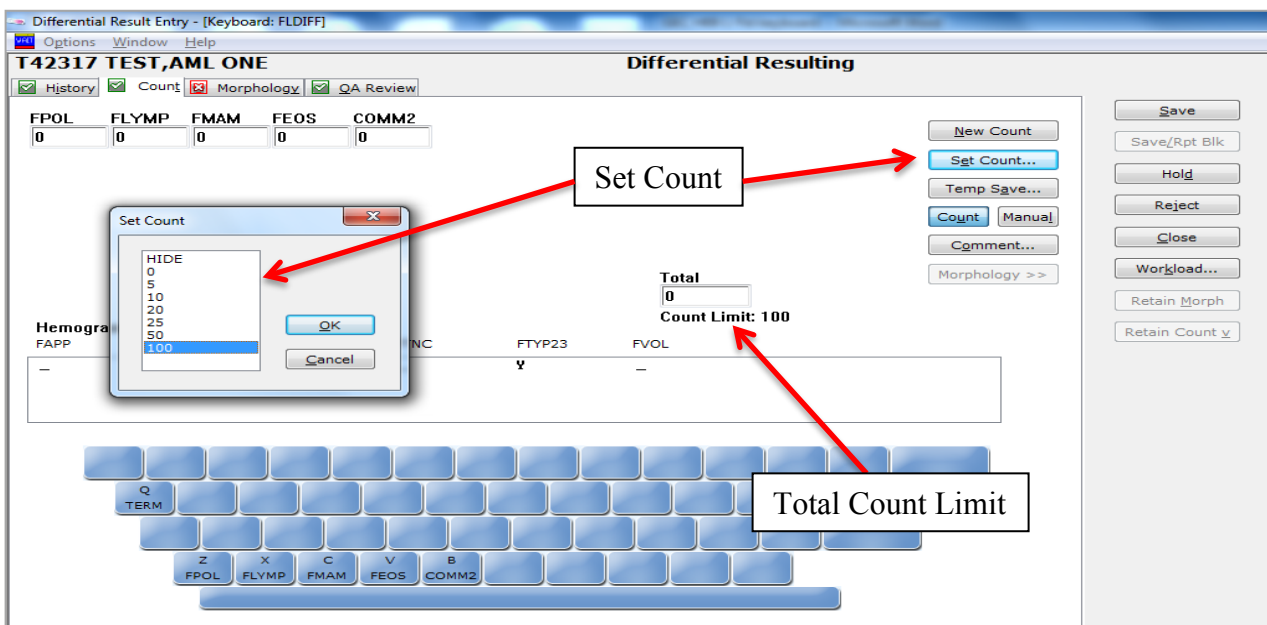 Differential Result Entry - [Keyboard: FLDIFF]
Options Window Help
T42317 TEST,AML ONE Differential Resulting
History Count Morphology QA Review
FPOL FLYMP FMAM FEOS COMM2
0 0 0 0 0
New Count
Set Count...
Temp Save...
Count Manual
Comment...
Morphology >>
Save
Save/Rpt Blk
Hold
Reject
Close
Workload...
Retain Morph
Retain Count v
Set Count
Set Count
HIDE
0
5
10
20
25
50
100
OK
Cancel
Total
0
Count Limit: 100
Hemogra
FAPP NC FTYP23 FVOL
_ Y _
Total Count Limit
Q
TERM
Z X C V B
FPOL FLYMP FMAM FEOS COMM2